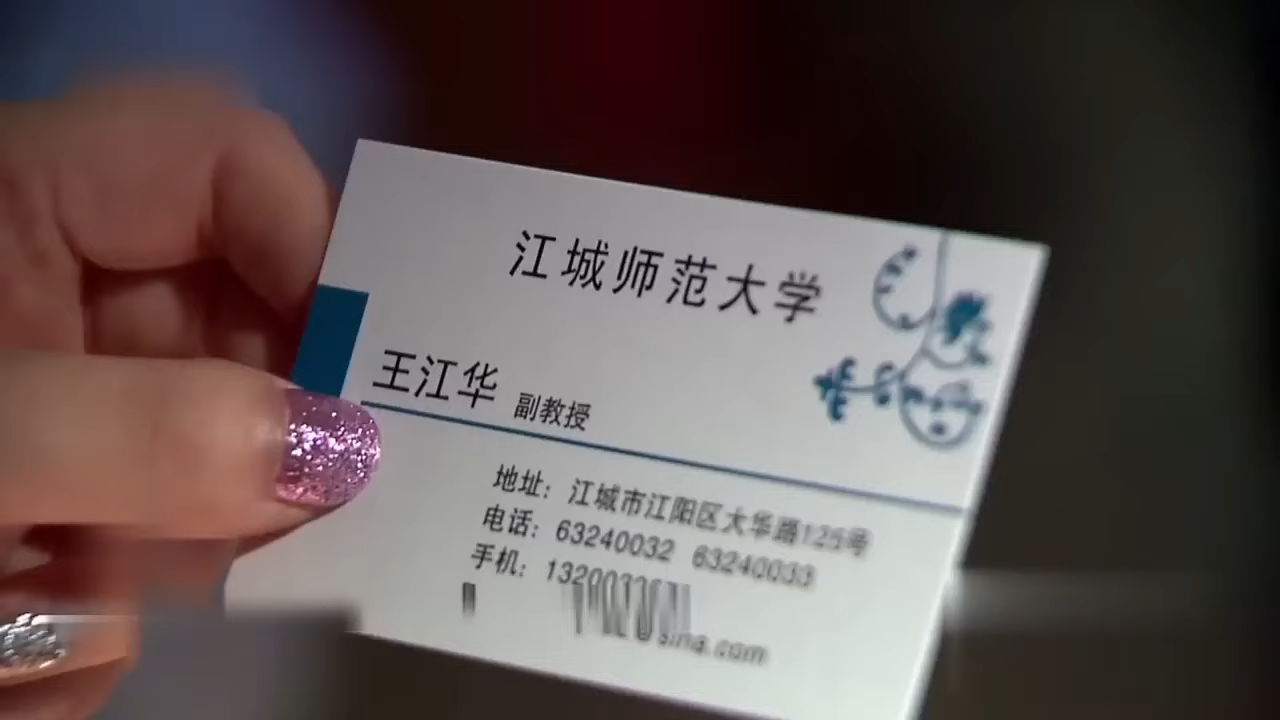 江城师范大学
王江华 副教授
地址：江城市江阳区大华路125号
电话：63240032 63240033
手机：
sina.com